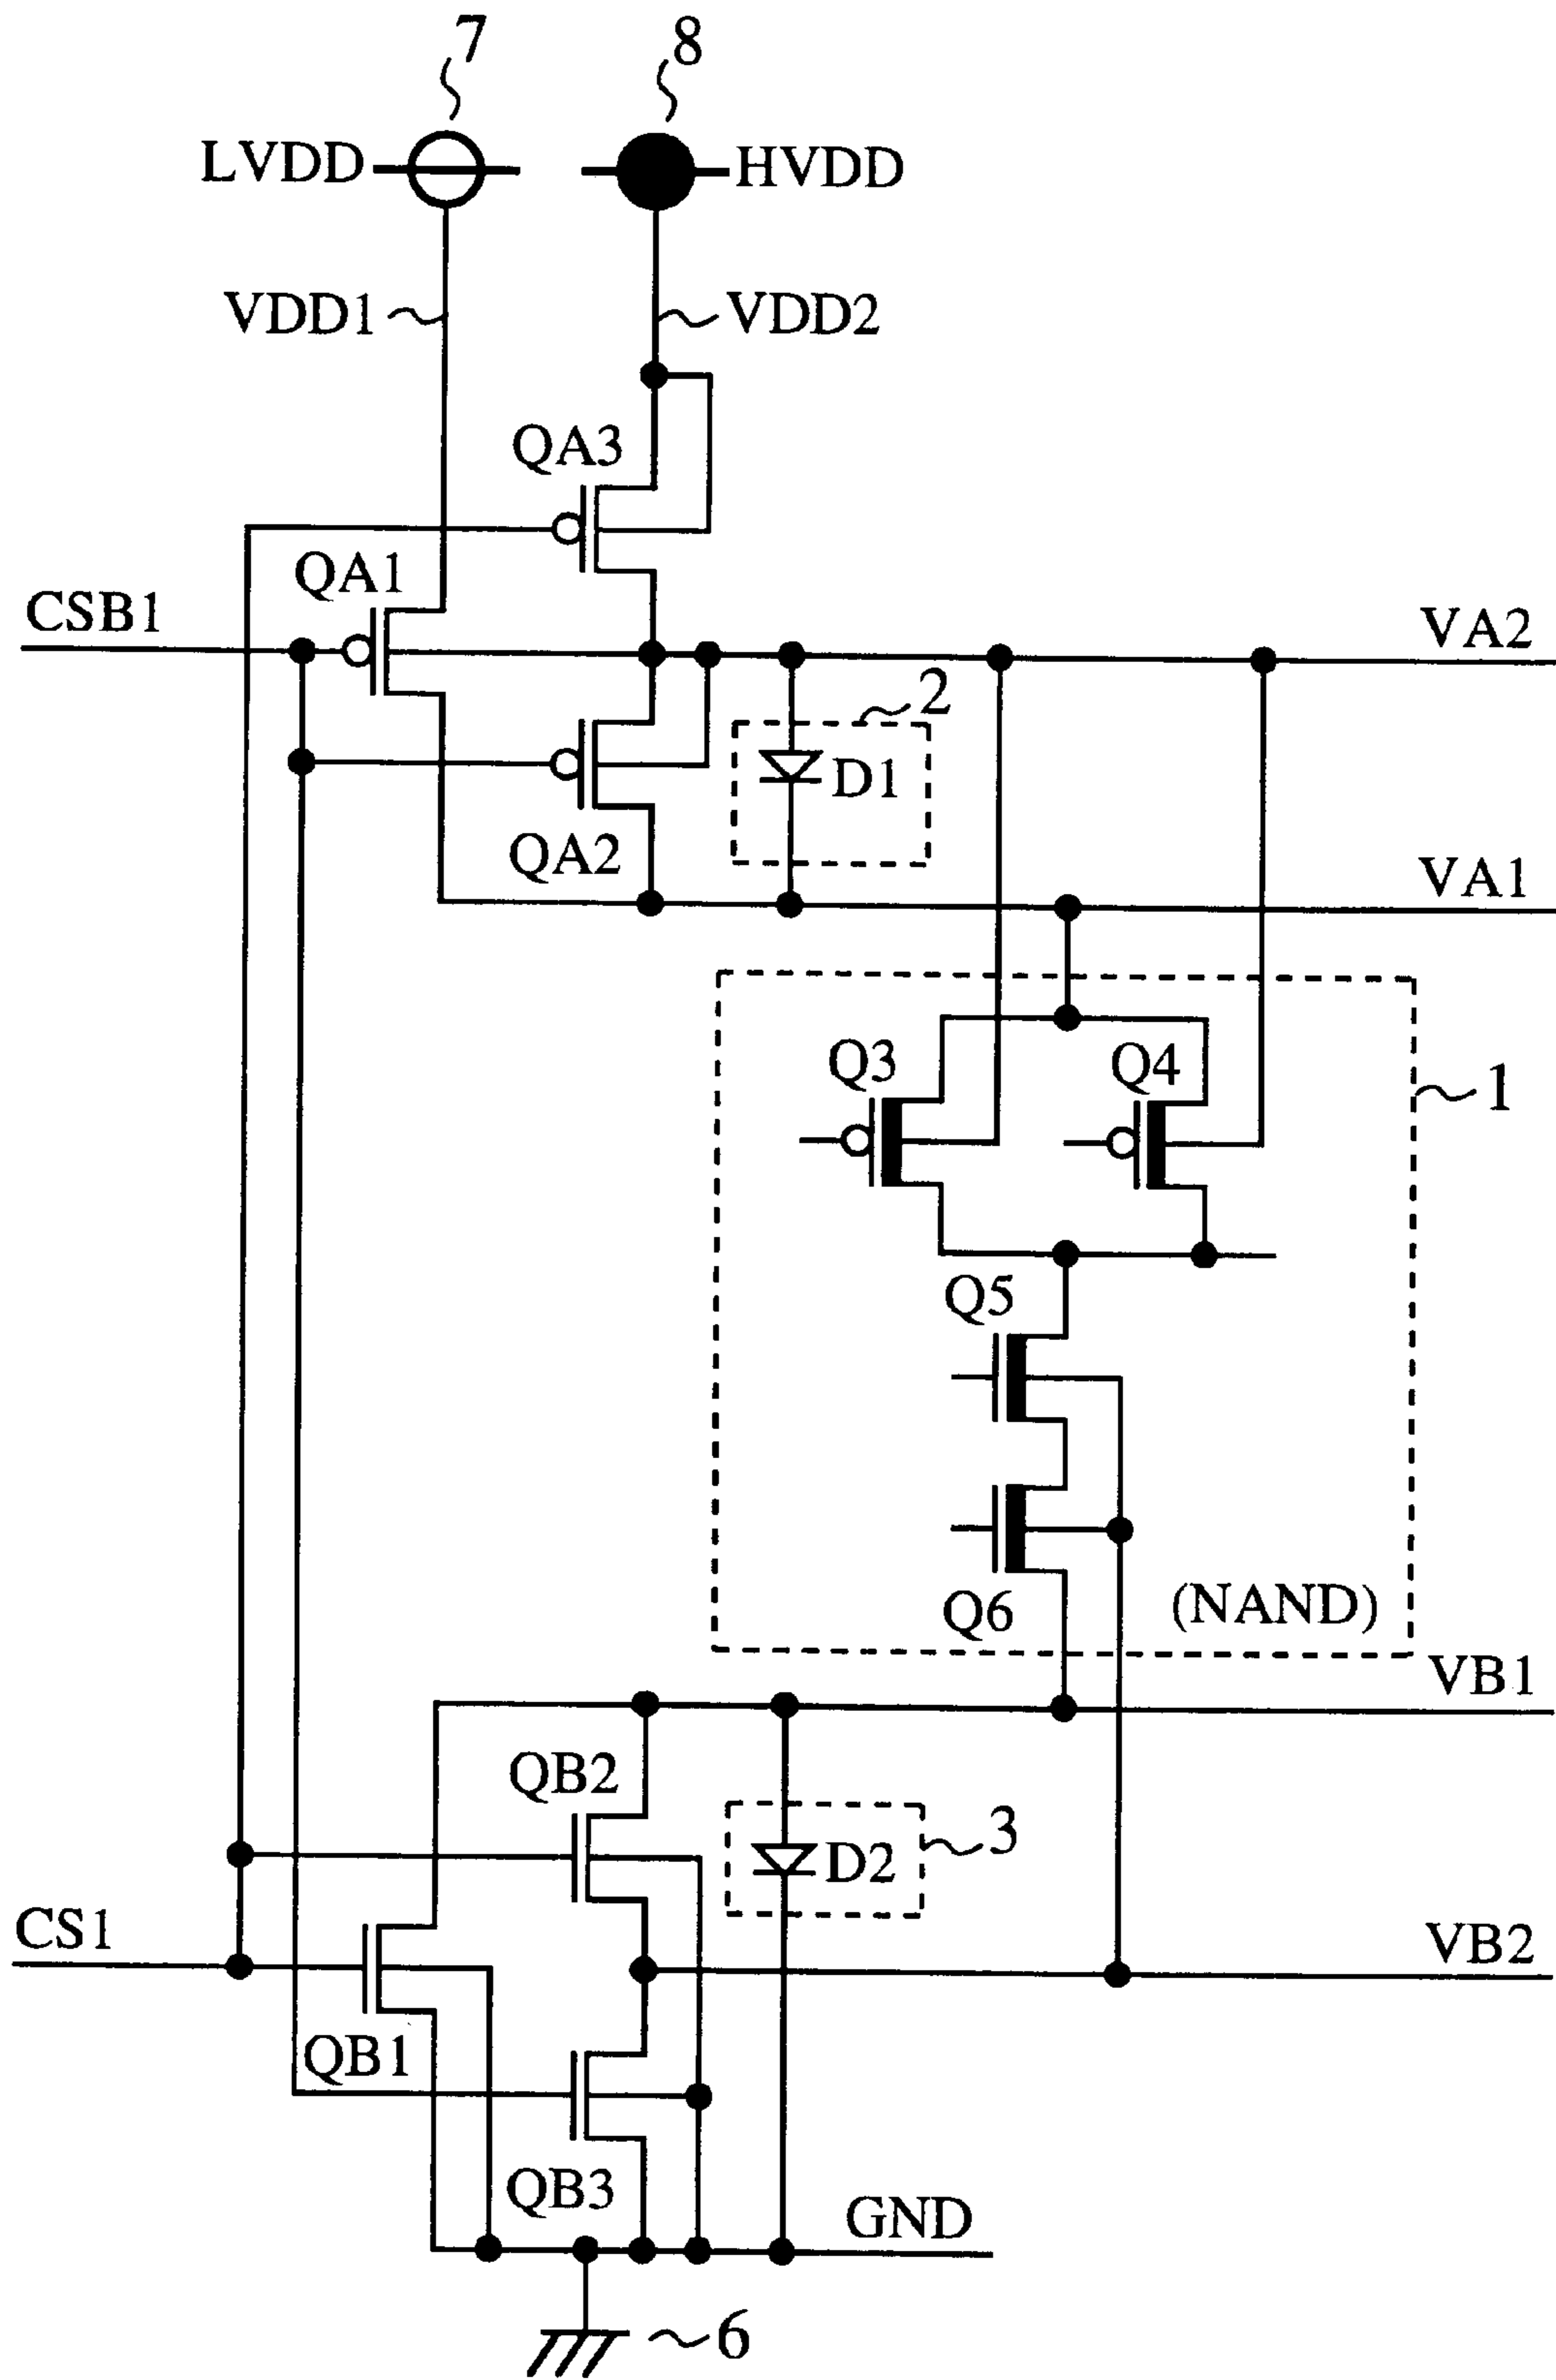 7
8
LVDD
HVDD
VDD1
VDD2
QA3
QA1
CSB1
VA2
2
D1
QA2
VA1
Q3
Q4
1
Q5
Q6
(NAND)
VB1
QB2
3
D2
CS1
VB2
QB1
QB3
GND
6